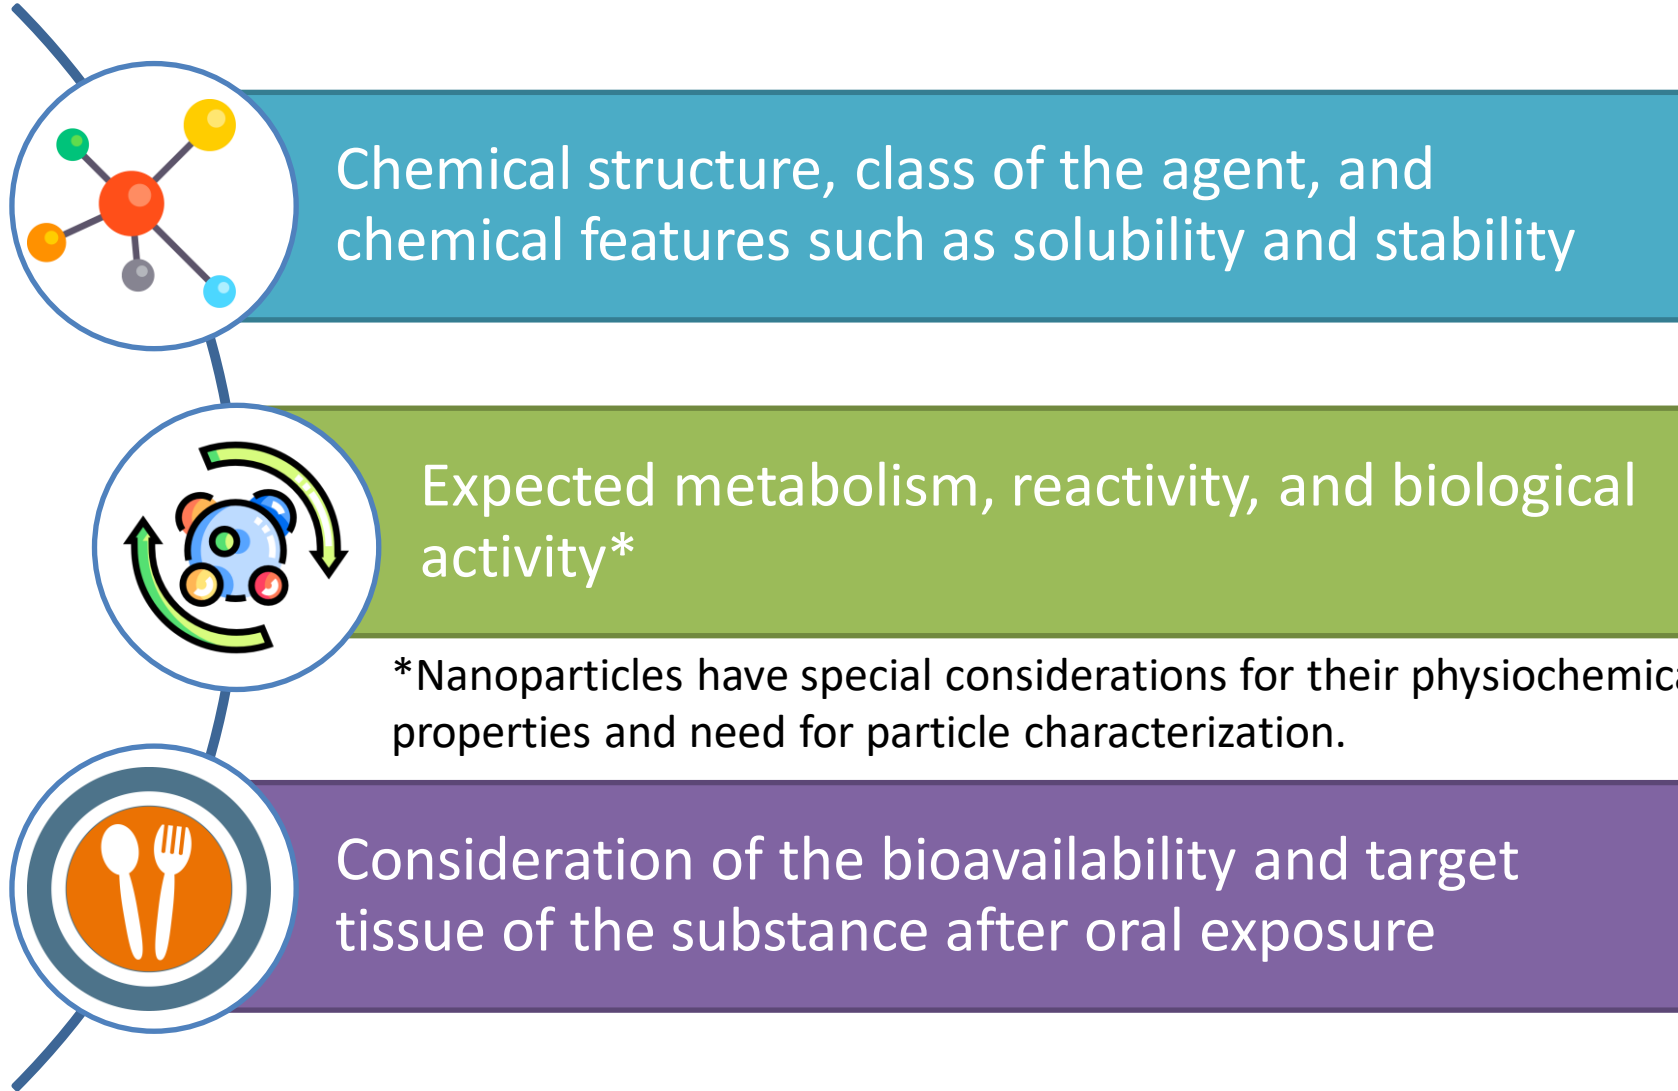 Chemical structure, class of the agent, and
chemical features such as solubility and stability
Expected metabolism, reactivity, and biological
activity*
*Nanoparticles have special considerations for their
properties and need for particle characterization.
Consideration of the bioavailability and target
tissue of the substance after oral exposure